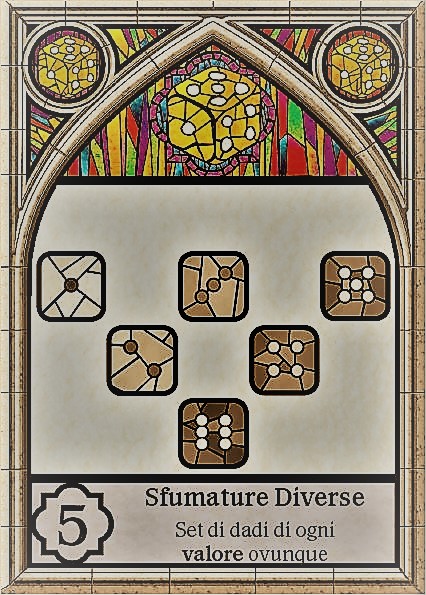 5
Sfumature Diverse
Set di dadi di ogni
valore ovunque